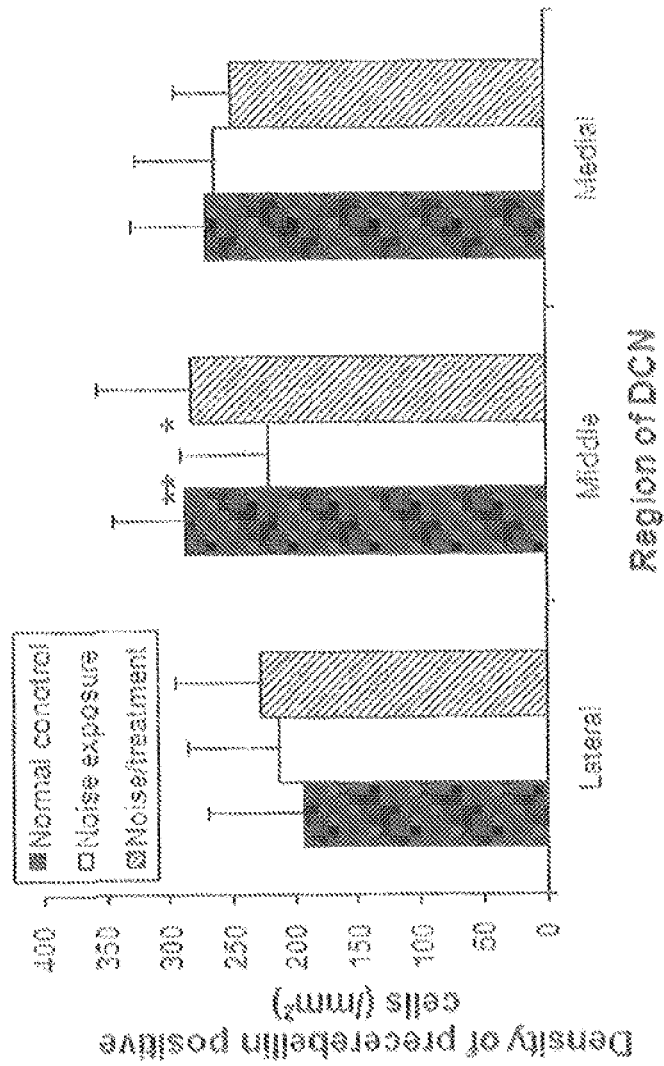 Density of precerebellin positive
cells (/mm²)
400
350
300
250
200
150
100
50
0
Normal conotrol
Noise exposure
Noise/treatment
**
*
Lateral
Middle
Medial
Region of DCN